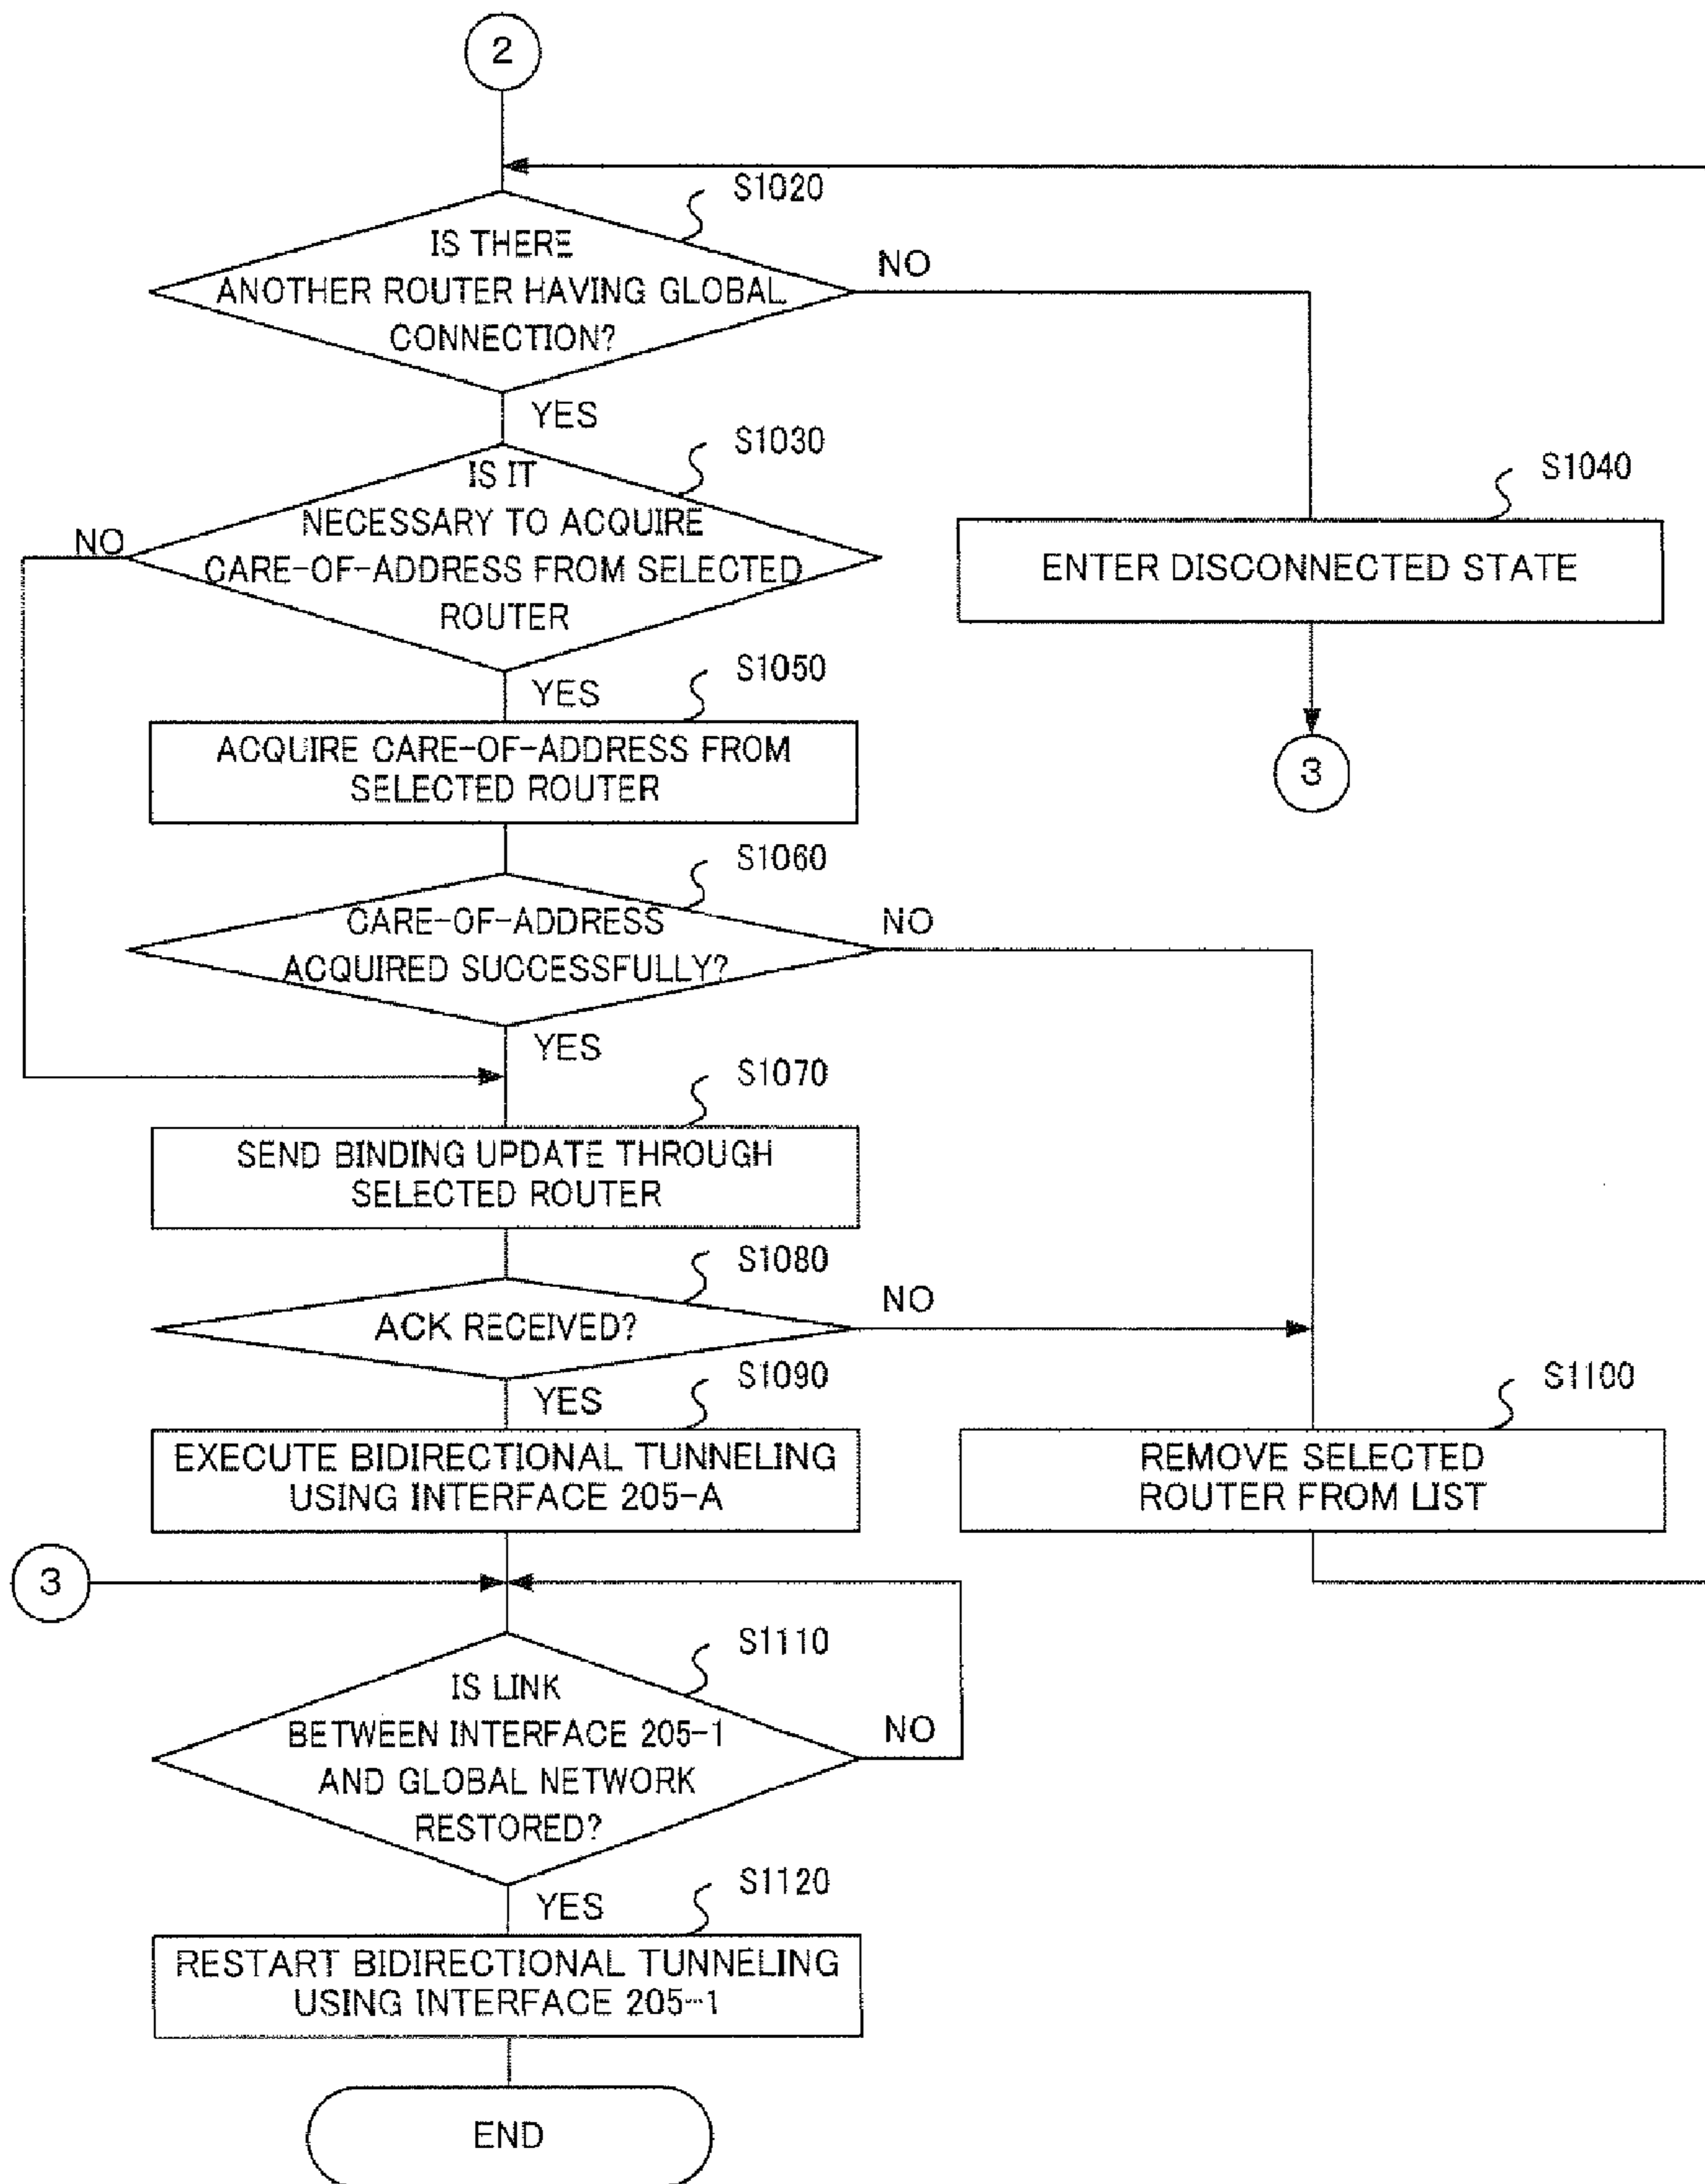 2
S1020
IS THERE
ANOTHER ROUTER HAVING GLOBAL
CONNECTION?
NO
YES
S1030
IS IT
NECESSARY TO ACQUIRE
CARE-OF-ADDRESS FROM SELECTED
ROUTER
NO
S1040
ENTER DISCONNECTED STATE
3
YES
S1050
ACQUIRE CARE-OF-ADDRESS FROM
SELECTED ROUTER
S1060
CARE-OF-ADDRESS
ACQUIRED SUCCESSFULLY?
NO
YES
S1070
SEND BINDING UPDATE THROUGH
SELECTED ROUTER
S1080
ACK RECEIVED?
NO
YES
S1090
EXECUTE BIDIRECTIONAL TUNNELING
USING INTERFACE 205-A
S1100
REMOVE SELECTED
ROUTER FROM LIST
3
S1110
IS LINK
BETWEEN INTERFACE 205-1
AND GLOBAL NETWORK
RESTORED?
NO
YES
S1120
RESTART BIDIRECTIONAL TUNNELING
USING INTERFACE 205-1
END